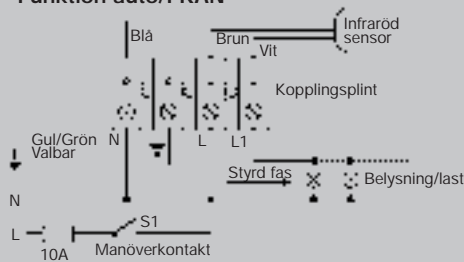 Funktion auto/FRÅN
Blå
Brun
Infraröd
sensor
Vit
Kopplingsplint
Gul/Grön
Valbar
N
L
L1
Styrd fas
Belysning/last
N
L
S1
10A
Manöverkontakt